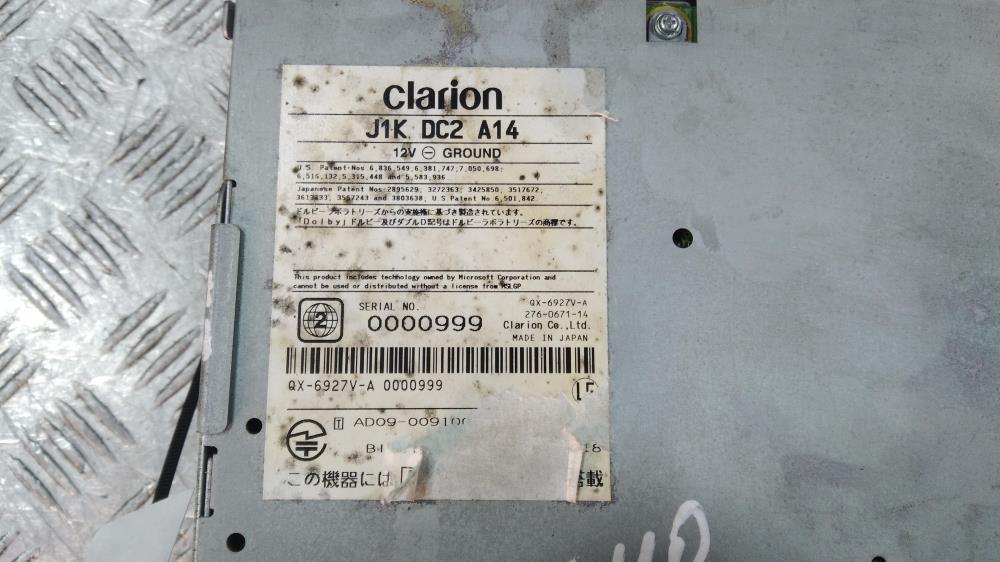 clarion
J1K DC2 A14
12V ⊖ GROUND
U.S. Patent Nos. 6,836,549;6,381,747;7,050,698;
6,516,132;5,315,448 and 5,583,936
Japanese Patent Nos. 2895629; 3272363; 3425850; 3517672;
3613833; 3557243 and 3803638, U.S. Patent No 6,501,842
ドルビーラボラトリーズからの実施権に基づき製造されています。
「Dolby」ドルビー及びダブルD記号はドルビーラボラトリーズの商標です。
This product includes technology owned by Microsoft Corporation and
cannot be used or distributed without a license from MSLGP
2
SERIAL NO.
0000999
QX-6927V-A
276-0671-14
Clarion Co.,Ltd.
MADE IN JAPAN
QX-6927V-A 0000999
T AD09-00910
この機器には 搭載